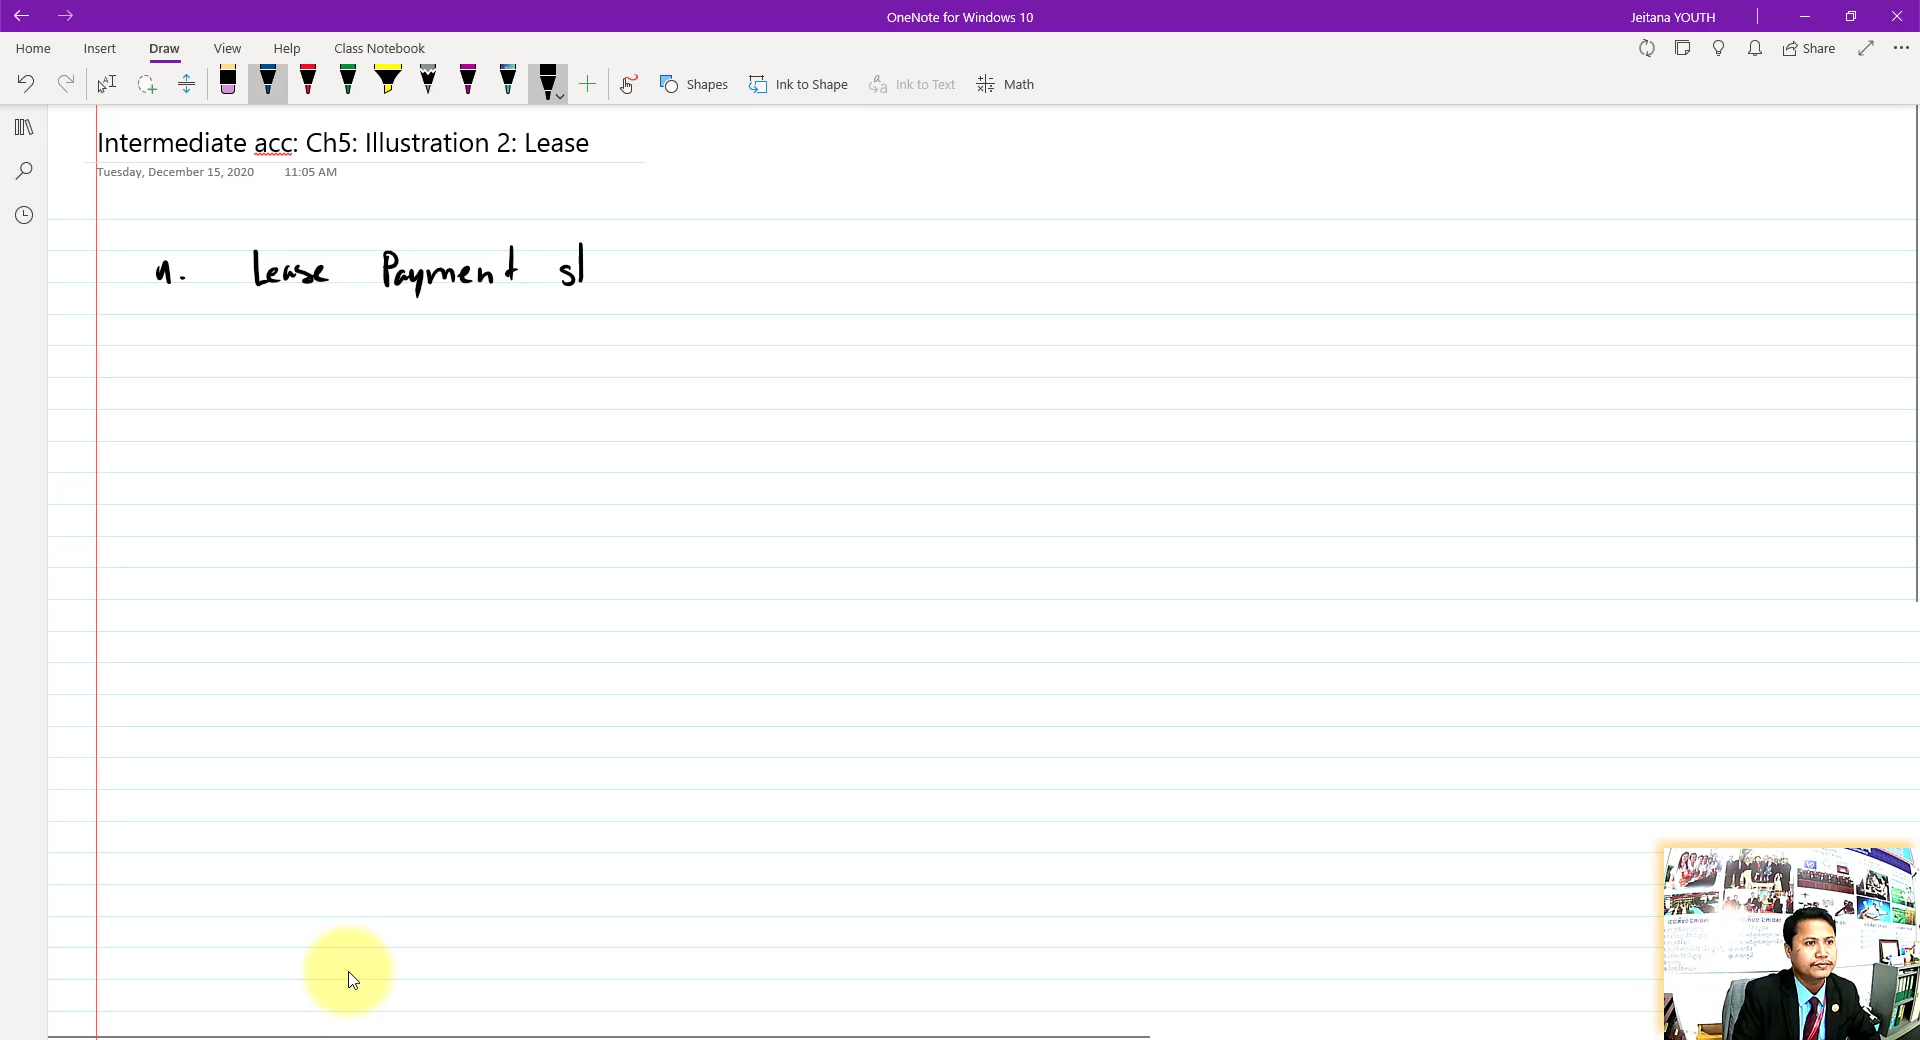 OneNote for Windows 10
Jeitana YOUTH
Home Insert Draw View Help Class Notebook
Share
Shapes Ink to Shape Ink to Text Math
Intermediate acc: Ch5: Illustration 2: Lease
Tuesday, December 15, 2020 11:05 AM
Lease Payment